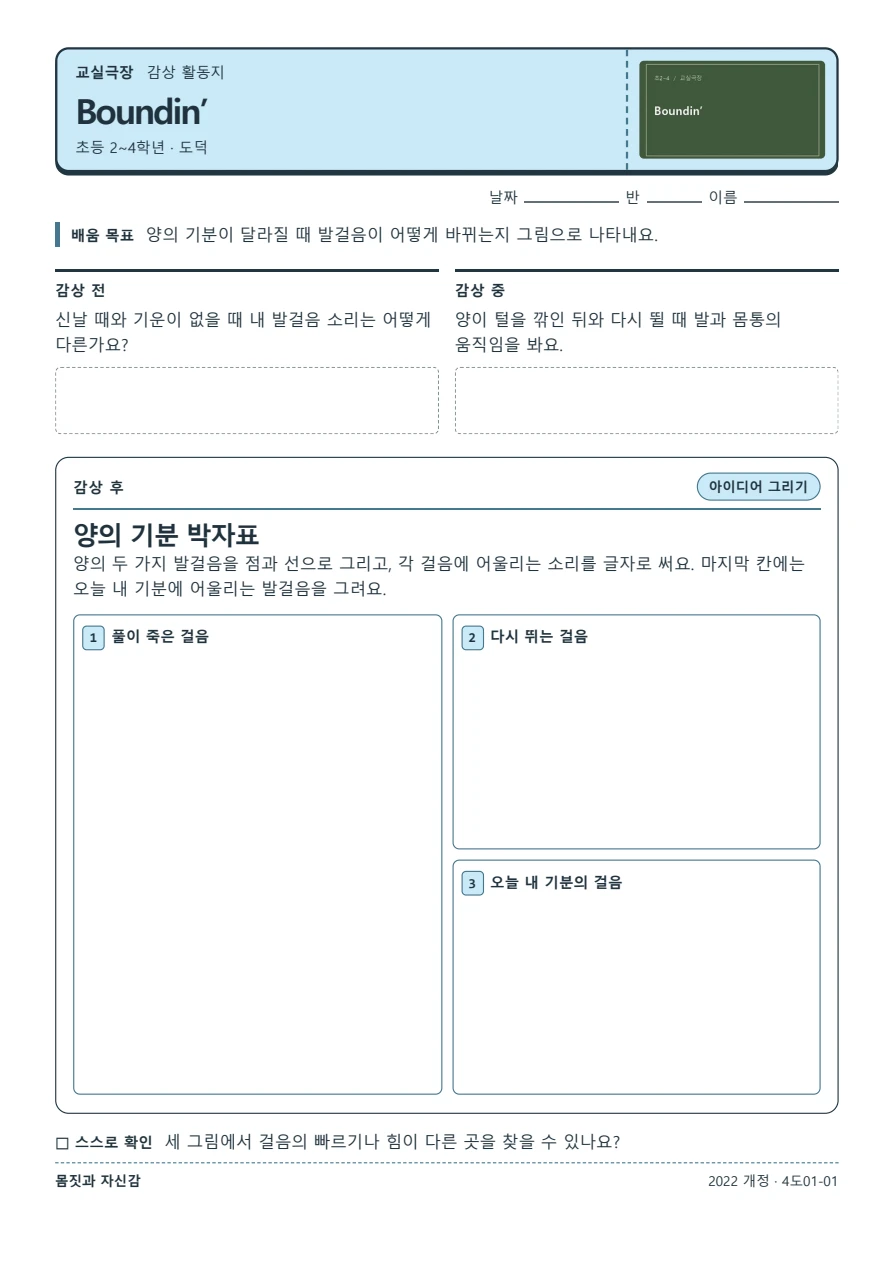 교실극장 감상 활동지
Boundin’
초등 2~4학년 · 도덕
초2–4 / 교실극장
Boundin’
날짜 반 이름
배움 목표 양의 기분이 달라질 때 발걸음이 어떻게 바뀌는지 그림으로 나타내요.
감상 전
신날 때와 기운이 없을 때 내 발걸음 소리는 어떻게
다른가요?
감상 중
양이 털을 깎인 뒤와 다시 뛸 때 발과 몸통의
움직임을 봐요.
감상 후
아이디어 그리기
양의 기분 박자표
양의 두 가지 발걸음을 점과 선으로 그리고, 각 걸음에 어울리는 소리를 글자로 써요. 마지막 칸에는
오늘 내 기분에 어울리는 발걸음을 그려요.
1 풀이 죽은 걸음
2 다시 뛰는 걸음
3 오늘 내 기분의 걸음
□ 스스로 확인 세 그림에서 걸음의 빠르기나 힘이 다른 곳을 찾을 수 있나요?
몸짓과 자신감
2022 개정 · 4도01-01